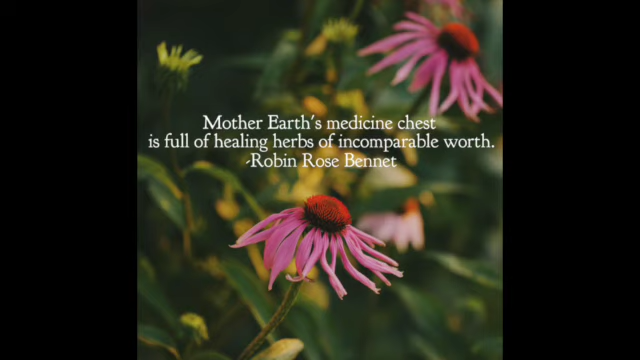 Mother Earth's medicine chest
is full of healing herbs of incomparable worth.
-Robin Rose Bennet